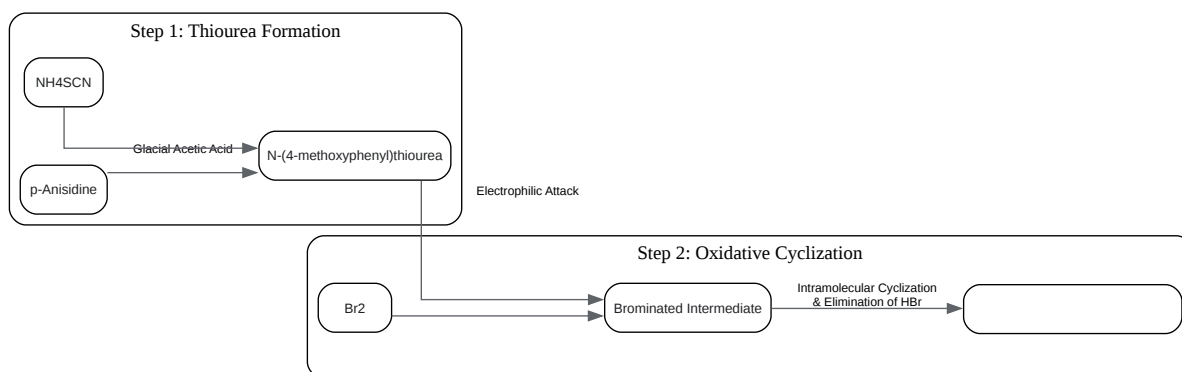 Step 1: Thiourea Formation
NH4SCN
Glacial Acetic Acid
N-(4-methoxyphenyl)thiourea
p-Anisidine
Electrophilic Attack
Step 2: Oxidative Cyclization
Br2
Brominated Intermediate
Intramolecular Cyclization
& Elimination of HBr